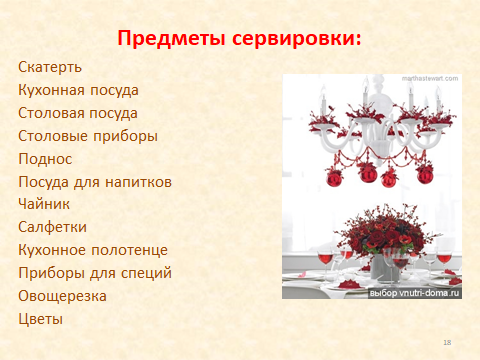 Предметы сервировки:
Скатерть
Кухонная посуда
Столовая посуда
Столовые приборы
Поднос
Посуда для напитков
Чайник
Салфетки
Кухонное полотенце
Приборы для специй
Овощерезка
Цветы
marthastewart.com
выбор vnutri-doma.ru
18